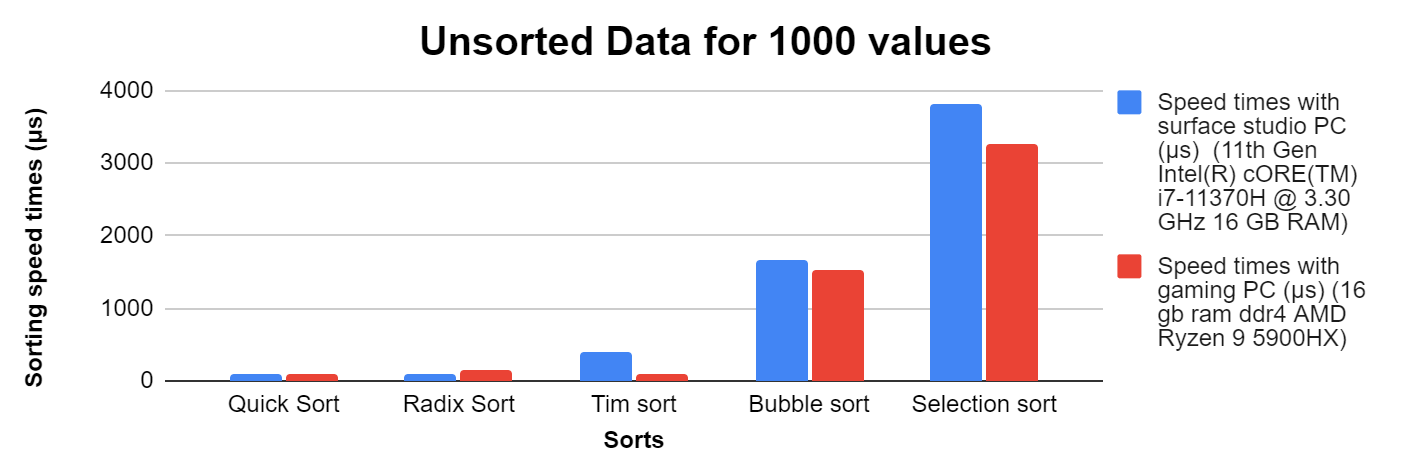 Unsorted Data for 1000 values
Sorting speed times (µs)
4000
3000
2000
1000
0
Quick Sort
Radix Sort
Tim sort
Bubble sort
Selection sort
Sorts
Speed times with
surface studio PC
(µs)  (11th Gen
Intel(R) cORE(TM)
i7-11370H @ 3.30
GHz 16 GB RAM)
Speed times with
gaming PC (µs) (16
gb ram ddr4 AMD
Ryzen 9 5900HX)